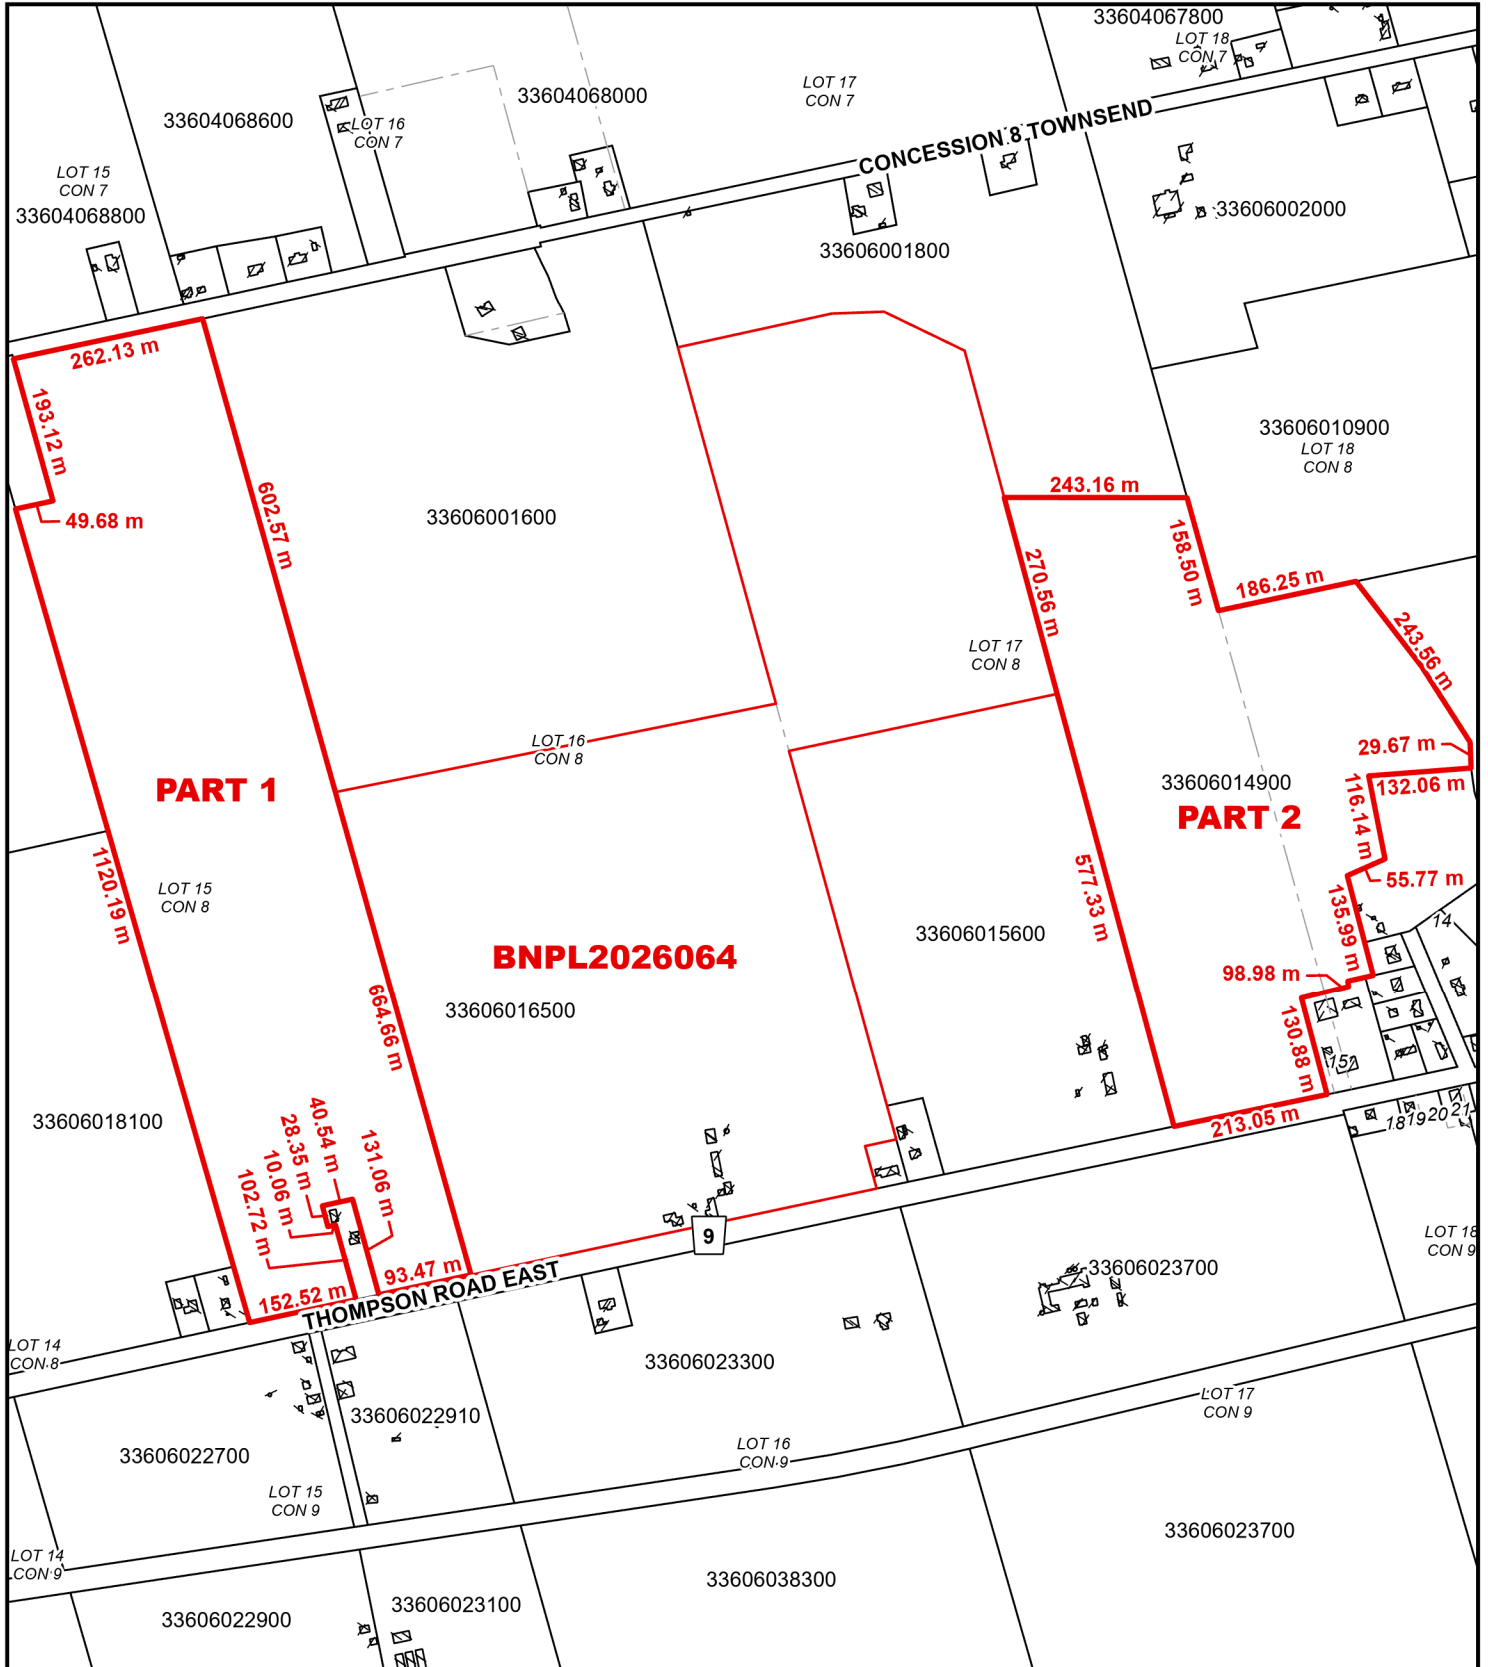 33604067800
LOT 18
CON 7
LOT 17
CON 7
33604068000
33604068600
LOT 16
CON 7
CONCESSION 8 TOWNSEND
LOT 15
CON 7
33604068800
33606002000
33606001800
262.13 m
193.12 m
49.68 m
602.57 m
33606001600
243.16 m
33606010900
LOT 18
CON 8
158.50 m
186.25 m
270.56 m
243.56 m
LOT 17
CON 8
LOT 16
CON 8
29.67 m
33606014900
132.06 m
116.14 m
PART 1
PART 2
1120.19 m
LOT 15
CON 8
577.33 m
55.77 m
135.99 m
14
33606015600
BNPL2026064
98.98 m
33606016500
664.66 m
130.88 m
15
33606018100
40.54 m
28.35 m
10.06 m
102.72 m
131.06 m
213.05 m
18
19
20
21
9
LOT 18
CON 9
93.47 m
152.52 m
THOMPSON ROAD EAST
33606023700
LOT 14
CON 8
33606023300
LOT 17
CON 9
33606022910
33606022700
LOT 16
CON 9
LOT 15
CON 9
33606023700
LOT 14
CON 9
33606038300
33606023100
33606022900